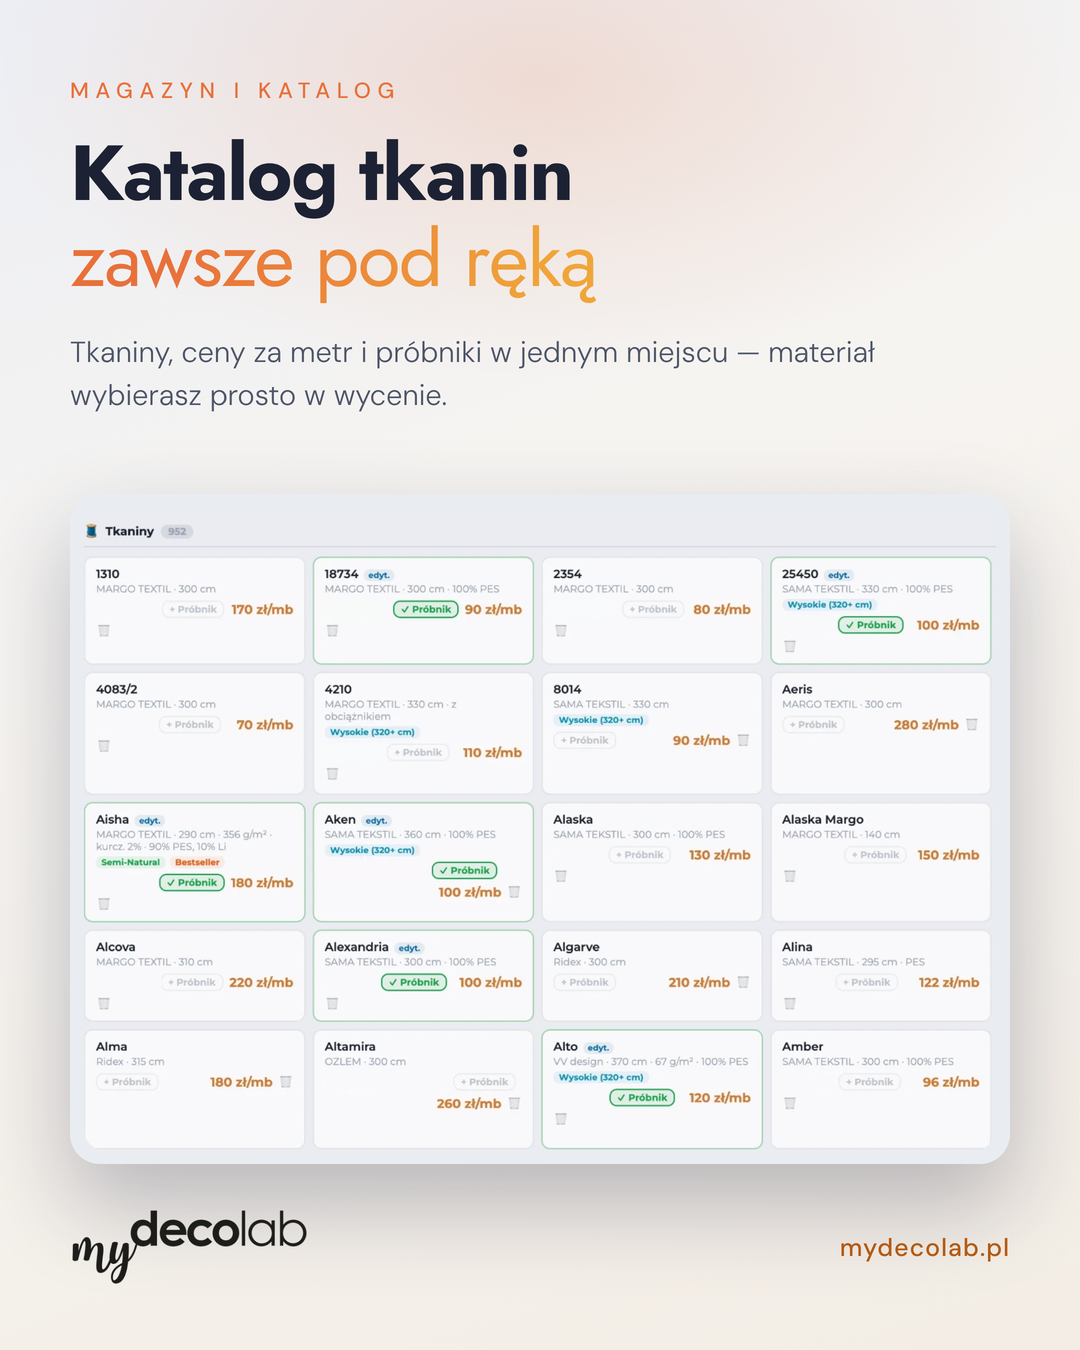 MAGAZYN I KATALOG
Katalog tkanin
zawsze pod ręką
Tkaniny, ceny za metr i próbniki w jednym miejscu — materiał
wybierasz prosto w wycenie.
Tkaniny 952
1310
MARGO TEXTIL · 300 cm
+ Próbnik 170 zł/mb
18734 edyt.
MARGO TEXTIL · 300 cm · 100% PES
✓ Próbnik 90 zł/mb
2354
MARGO TEXTIL · 300 cm
+ Próbnik 80 zł/mb
25450 edyt.
SAMA TEKSTIL · 330 cm · 100% PES
Wysokie (320+ cm)
✓ Próbnik 100 zł/mb
4083/2
MARGO TEXTIL · 300 cm
+ Próbnik 70 zł/mb
4210
MARGO TEXTIL · 330 cm · z
obciążnikiem
Wysokie (320+ cm)
+ Próbnik 110 zł/mb
8014
SAMA TEKSTIL · 330 cm
Wysokie (320+ cm)
+ Próbnik 90 zł/mb
Aeris
MARGO TEXTIL · 300 cm
+ Próbnik 280 zł/mb
Aisha edyt.
MARGO TEXTIL · 290 cm · 356 g/m² ·
kurcz. 2% · 90% PES, 10% Li
Semi-Natural Bestseller
✓ Próbnik 180 zł/mb
Aken edyt.
SAMA TEKSTIL · 360 cm · 100% PES
Wysokie (320+ cm)
✓ Próbnik
100 zł/mb
Alaska
SAMA TEKSTIL · 300 cm · 100% PES
+ Próbnik 130 zł/mb
Alaska Margo
MARGO TEXTIL · 140 cm
+ Próbnik 150 zł/mb
Alcova
MARGO TEXTIL · 310 cm
+ Próbnik 220 zł/mb
Alexandria edyt.
SAMA TEKSTIL · 300 cm · 100% PES
✓ Próbnik 100 zł/mb
Algarve
Ridex · 300 cm
+ Próbnik 210 zł/mb
Alina
SAMA TEKSTIL · 295 cm · PES
+ Próbnik 122 zł/mb
Alma
Ridex · 315 cm
+ Próbnik 180 zł/mb
Altamira
OZLEM · 300 cm
+ Próbnik
260 zł/mb
Alto edyt.
VV design · 370 cm · 67 g/m² · 100% PES
Wysokie (320+ cm)
✓ Próbnik 120 zł/mb
Amber
SAMA TEKSTIL · 300 cm · 100% PES
+ Próbnik 96 zł/mb
mydecolab
mydecolab.pl